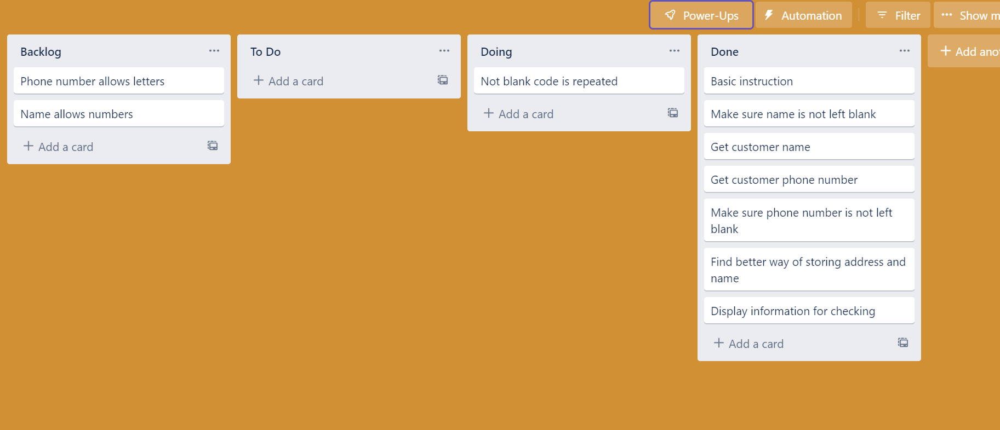 Power-Ups
Automation
Filter
Show m
Backlog
Phone number allows letters
Name allows numbers
Add a card
To Do
Add a card
Doing
Not blank code is repeated
Add a card
Done
Basic instruction
Make sure name is not left blank
Get customer name
Get customer phone number
Make sure phone number is not left
blank
Find better way of storing address and
name
Display information for checking
Add a card
Add ano